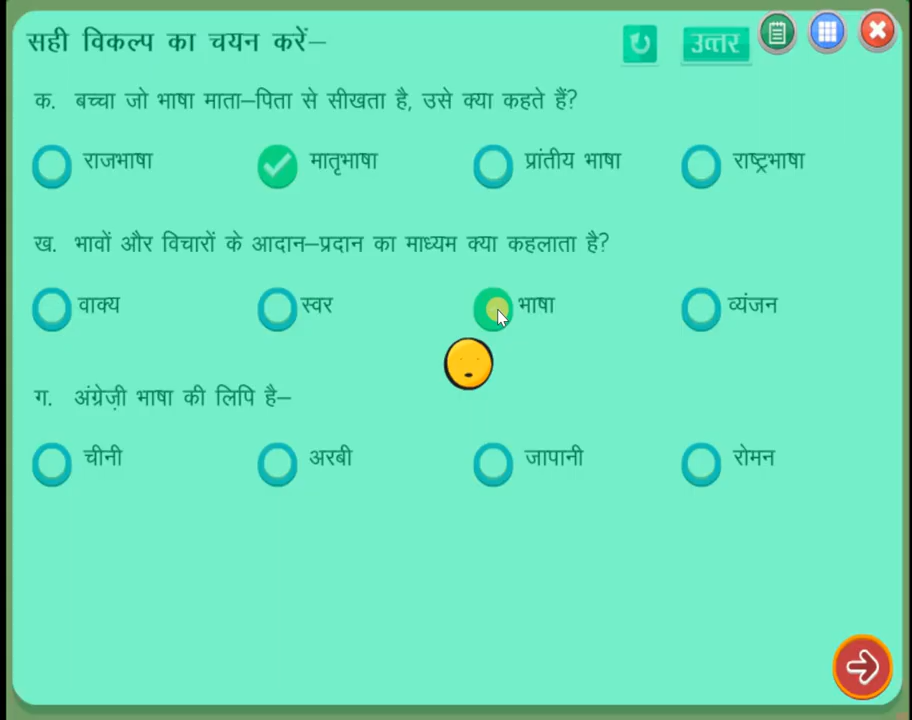 सही विकल्प का चयन करें–
उत्तर
क. बच्चा जो भाषा माता–पिता से सीखता है, उसे क्या कहते हैं?
राजभाषा मातृभाषा प्रांतीय भाषा राष्ट्रभाषा
ख. भावों और विचारों के आदान–प्रदान का माध्यम क्या कहलाता है?
वाक्य स्वर भाषा व्यंजन
ग. अंग्रेज़ी भाषा की लिपि है–
चीनी अरबी जापानी रोमन